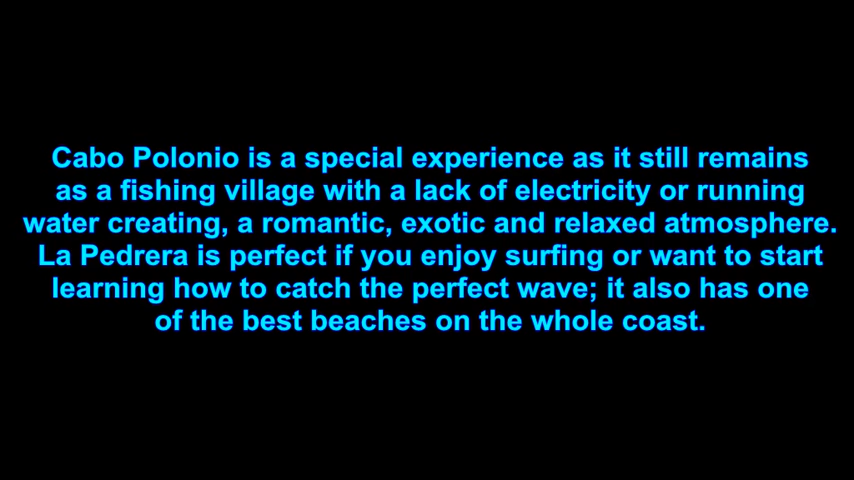 Cabo Polonio is a special experience as it still remains
as a fishing village with a lack of electricity or running
water creating, a romantic, exotic and relaxed atmosphere.
La Pedrera is perfect if you enjoy surfing or want to start
learning how to catch the perfect wave; it also has one
of the best beaches on the whole coast.